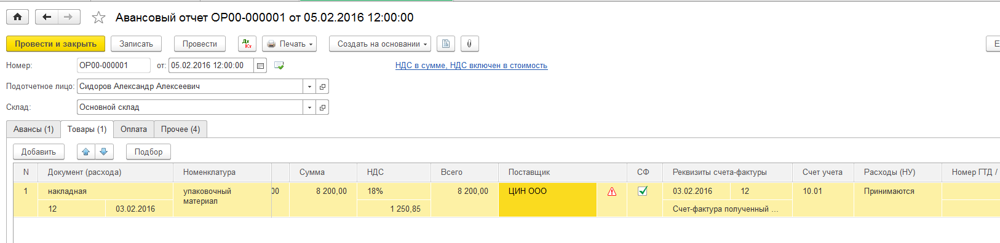 Авансовый отчет ОР00-000001 от 05.02.2016 12:00:00
Провести и закрыть Записать Провести Дт Кт Печать Создать на основании Е
Номер: ОР00-000001 от: 05.02.2016 12:00:00 НДС в сумме, НДС включен в стоимость
Подотчетное лицо: Сидоров Александр Алексеевич
Склад: Основной склад
Авансы (1) Товары (1) Оплата Прочее (4)
Добавить Подбор
N Документ (расхода) Номенклатура Сумма НДС Всего Поставщик СФ Реквизиты счета-фактуры Счет учета Расходы (НУ) Номер ГТД /
1 накладная упаковочный 00 8 200,00 18% 8 200,00 ЦИН ООО 03.02.2016 12 10.01 Принимаются
материал
12 03.02.2016 1 250,85 Счет-фактура полученный ...